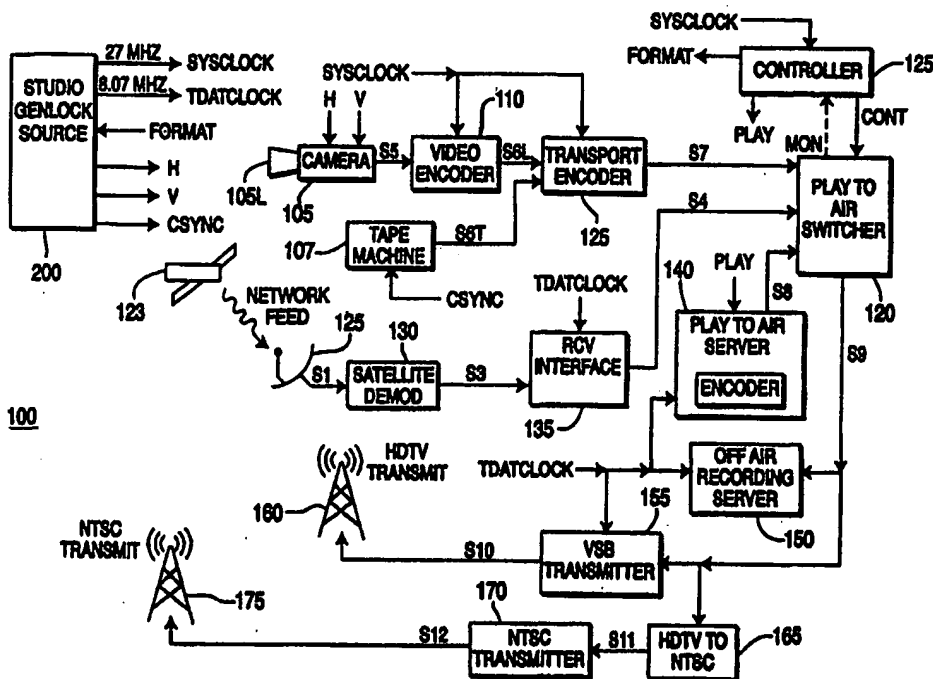 SYSCLOCK
27 MHZ
SYSCLOCK
8.07 MHZ
TDATCLOCK
STUDIO
GENLOCK
SOURCE
FORMAT
H
V
CSYNC
200
SYSCLOCK
H V
110
105L
CAMERA
105
S5
VIDEO
ENCODER
S6L
TRANSPORT
ENCODER
125
S7
FORMAT
CONTROLLER
125
PLAY
MON
CONT
S4
PLAY TO
AIR
SWITCHER
120
107
TAPE
MACHINE
S6T
CSYNC
123
NETWORK
FEED
125
S1
130
SATELLITE
DEMOD
S3
TDATCLOCK
RCV
INTERFACE
135
140
PLAY
S8
PLAY TO AIR
SERVER
ENCODER
S9
100
HDTV
TRANSMIT
160
TDATCLOCK
OFF AIR
RECORDING
SERVER
150
155
NTSC
TRANSMIT
175
S10
VSB
TRANSMITTER
170
S12
NTSC
TRANSMITTER
S11
HDTV TO
NTSC
165